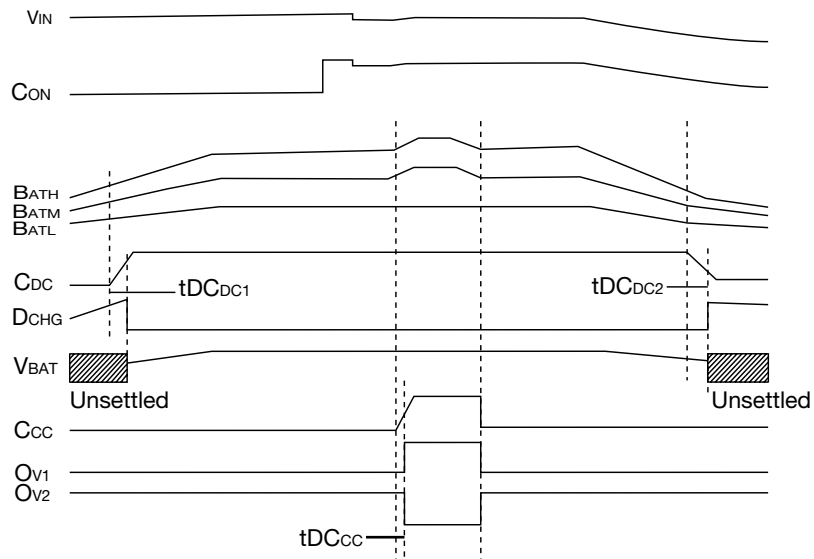 VIN
CON
BATH
BATM
BATL
CDC
tDCDC1
tDCDC2
DCHG
VBAT
Unsettled
Unsettled
CCC
OV1
OV2
tDCCC